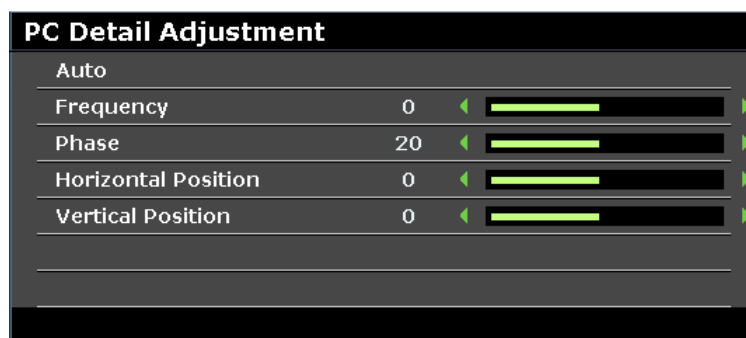 PC Detail Adjustment
Auto
Frequency 0
Phase 20
Horizontal Position 0
Vertical Position 0